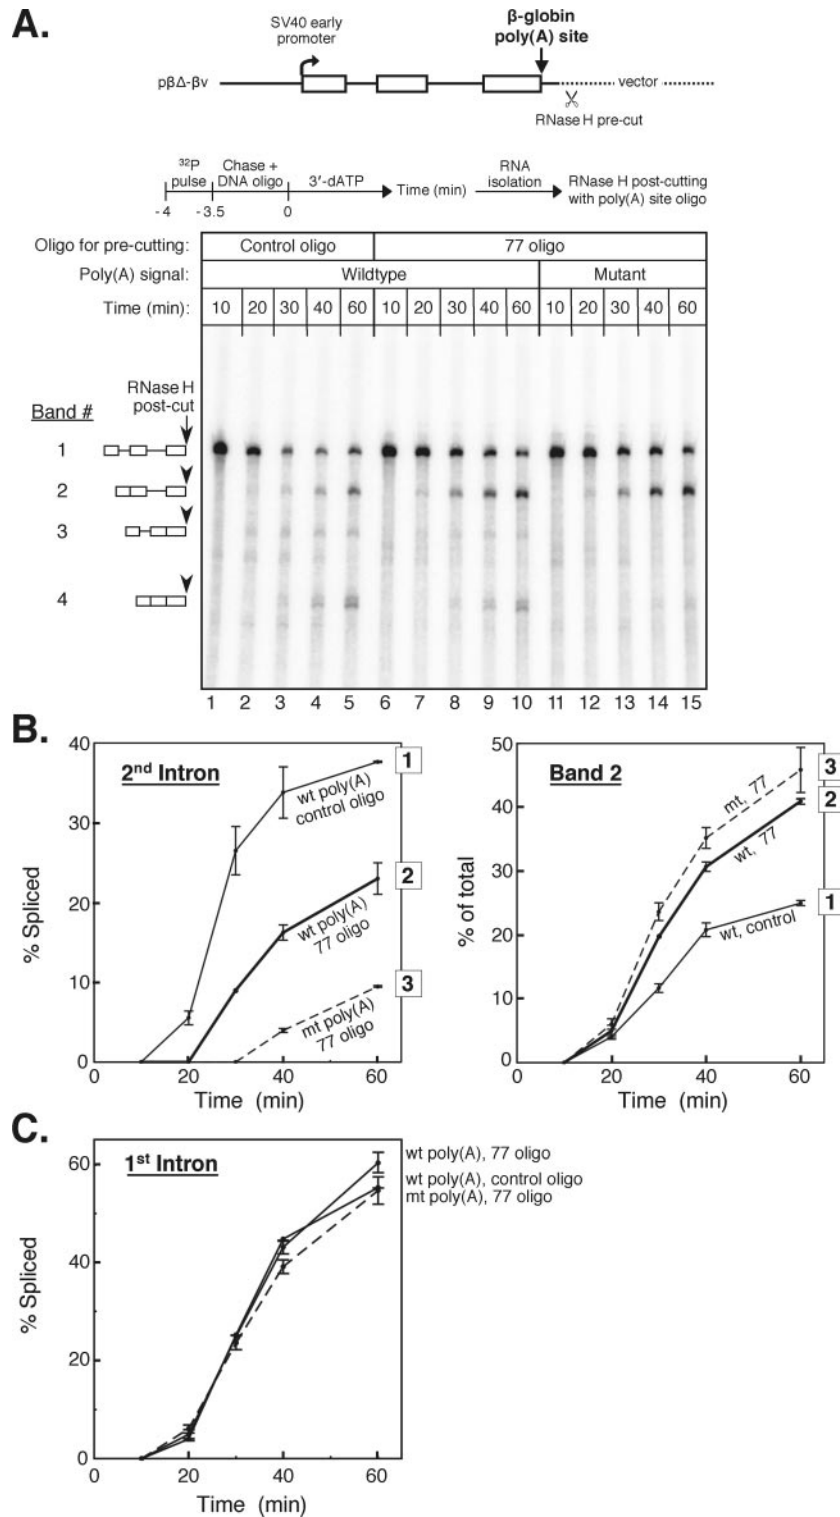 A.
SV40 early
promoter
β-globin
poly(A) site
pβΔ-βv
vector
RNase H pre-cut
32P
pulse
Chase +
DNA oligo
3′-dATP
Time (min)
RNA
isolation
RNase H post-cutting
with poly(A) site oligo
-4 -3.5 0
Oligo for pre-cutting: Control oligo 77 oligo
Poly(A) signal: Wildtype Mutant
Time (min): 10 20 30 40 60 10 20 30 40 60 10 20 30 40 60
RNase H
post-cut
Band #
1
2
3
4
1 2 3 4 5 6 7 8 9 10 11 12 13 14 15
B.
2nd Intron
% Spliced
40
30
20
10
0
0 20 40 60
Time (min)
wt poly(A)
control oligo
1
wt poly(A)
77 oligo
2
mt poly(A)
77 oligo
3
Band 2
% of total
50
40
30
20
10
0
0 20 40 60
Time (min)
mt, 77
3
wt, 77
2
wt, control
1
C.
1st Intron
% Spliced
60
40
20
0
0 20 40 60
Time (min)
wt poly(A), 77 oligo
wt poly(A), control oligo
mt poly(A), 77 oligo